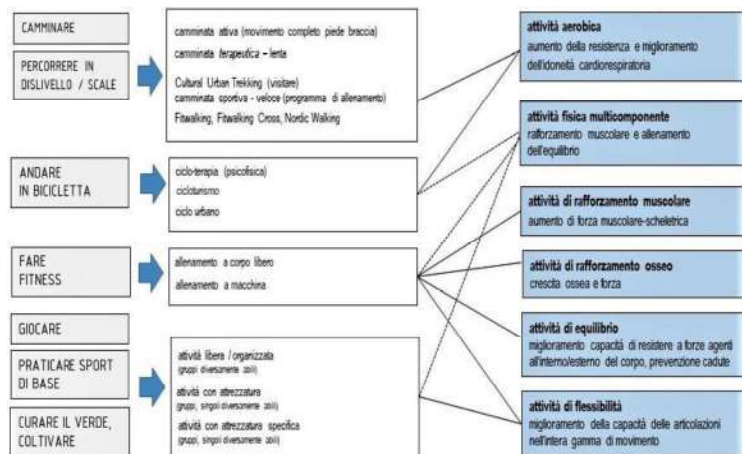 CAMMINARE
PERCORRERE IN
DISLIVELLO / SCALE
camminata attiva (movimento completo piede braccia)
camminata terapeutica – lenta
Cultural Urban Trekking (visitare)
camminata sportiva - veloce (programma di allenamento)
Fitwalking, Fitwalking Cross, Nordic Walking
ANDARE
IN BICICLETTA
ciclo-terapia (psicofisica)
cicloturismo
ciclo urbano
FARE
FITNESS
allenamento a corpo libero
allenamento a macchina
GIOCARE
PRATICARE SPORT
DI BASE
CURARE IL VERDE,
COLTIVARE
attività libera / organizzata
(gruppi diversamente abili)
attività con attrezzatura
(gruppi, singoli diversamente abili)
attività con attrezzatura specifica
(gruppi, singoli diversamente abili)
attività aerobica
aumento della resistenza e miglioramento
dell'idoneità cardiorespiratoria
attività fisica multicomponente
rafforzamento muscolare e allenamento
dell'equilibrio
attività di rafforzamento muscolare
aumento di forza muscolare-scheletrica
attività di rafforzamento osseo
crescita ossea e forza
attività di equilibrio
miglioramento capacità di resistere a forze agenti
all'interno/esterno del corpo, prevenzione cadute
attività di flessibilità
miglioramento della capacità delle articolazioni
nell'intera gamma di movimento